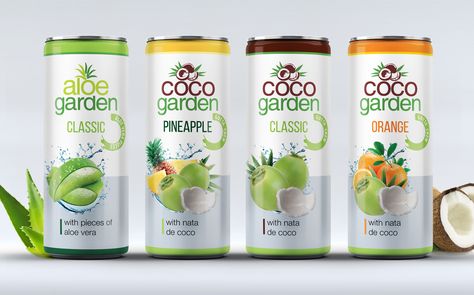 aloe
garden
CLASSIC
with pieces of
aloe vera
coco
garden
PINEAPPLE
with nata
de coco
coco
garden
CLASSIC
with nata
de coco
coco
garden
ORANGE
with nata
de coco